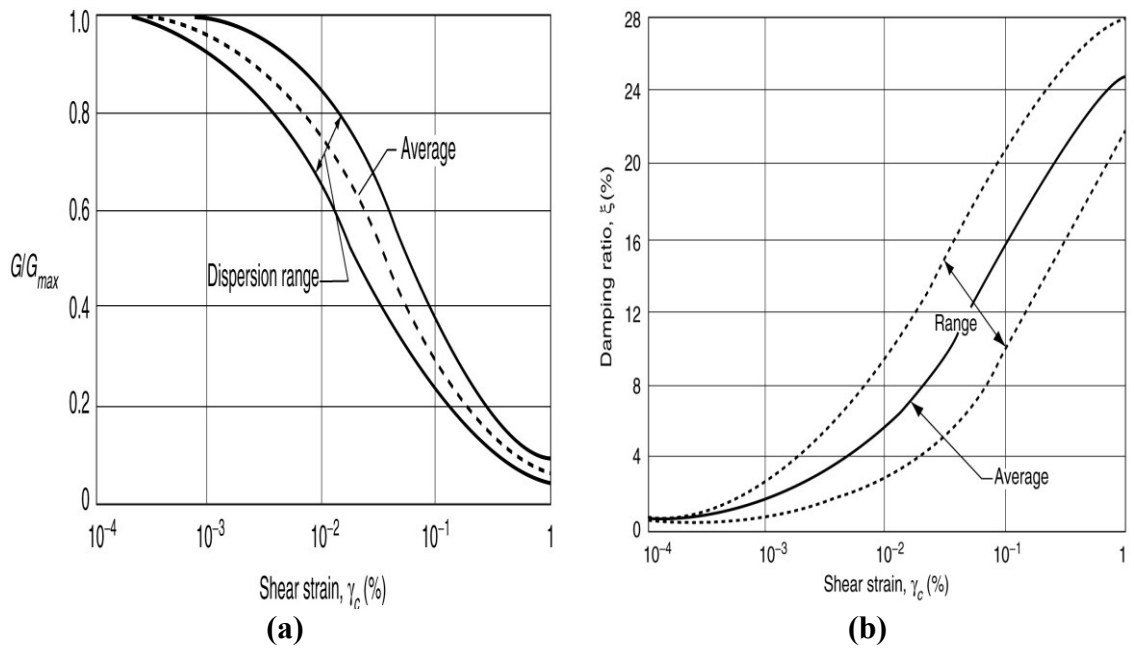 1.0
0.8
0.6
0.4
0.2
0
G/Gmax
Average
Dispersion range
10⁻⁴ 10⁻³ 10⁻² 10⁻¹ 1
Shear strain, γc (%)
(a)
28
24
20
16
12
8
4
0
Damping ratio, ξ (%)
Range
Average
10⁻⁴ 10⁻³ 10⁻² 10⁻¹ 1
Shear strain, γc (%)
(b)